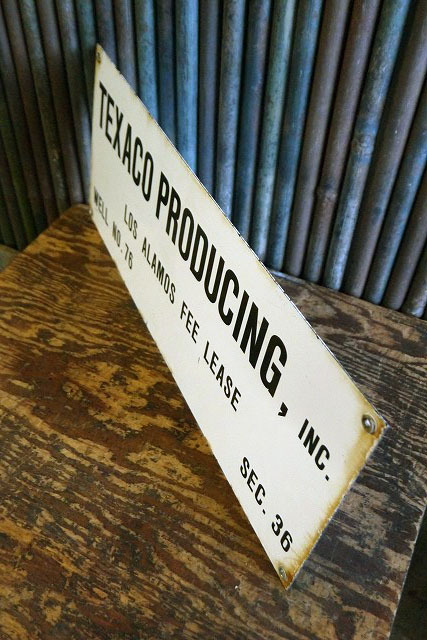 TEXACO PRODUCING, INC.
LOS ALAMOS FEE LEASE
WELL NO. 76 SEC. 36